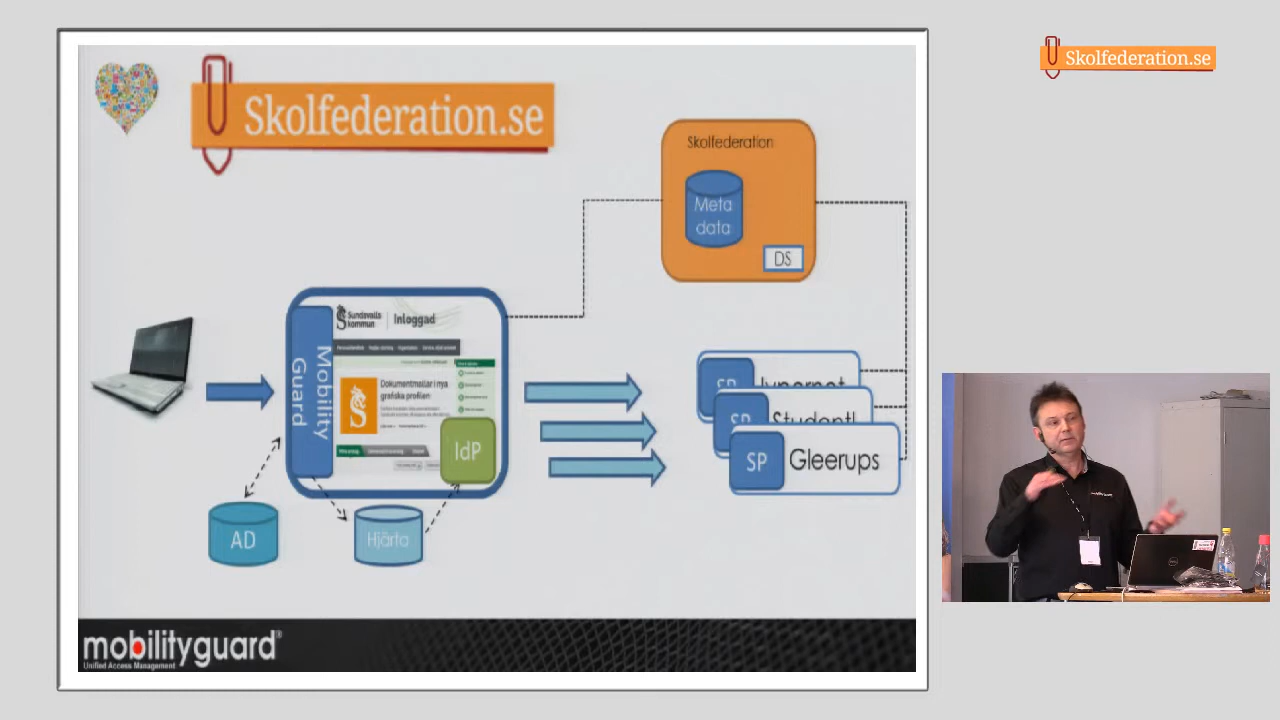 Skolfederation.se
Skolfederation.se
Skolfederation
Meta
data
DS
Sundsvalls
kommun
Inloggad
Dokumentmallar i nya
grafiska profilen
Mobility
Guard
IdP
SP
SP
SP
Gleerups
AD
Hjärta
mobilityguard®
Unified Access Management